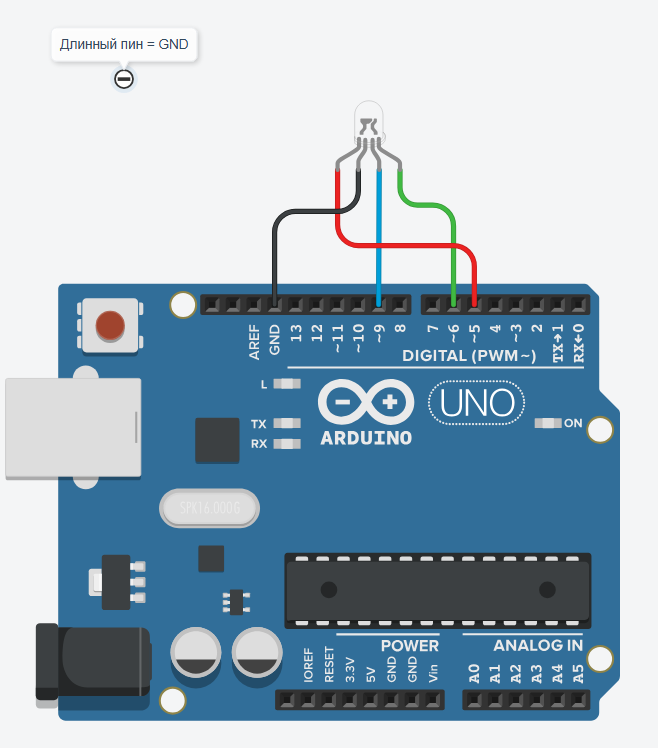 Длинный пин = GND
AREF
GND
13
12
~11
~10
~9
8
7
~6
~5
4
~3
2
TX→1
RX←0
DIGITAL (PWM~)
L
TX
RX
ARDUINO
UNO
ON
SPK16.000G
POWER
ANALOG IN
IOREF
RESET
3.3V
5V
GND
GND
Vin
A0
A1
A2
A3
A4
A5